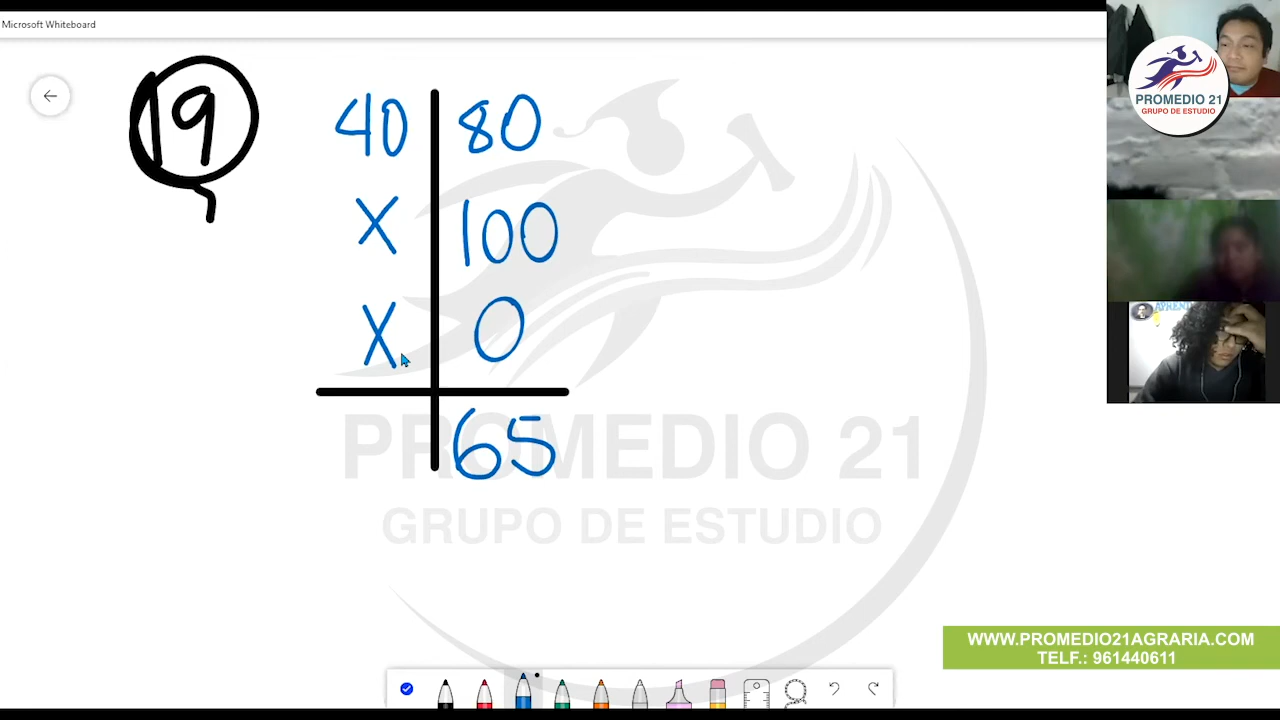 Microsoft Whiteboard
19
40 80
X 100
X 0
65
PROMEDIO 21
GRUPO DE ESTUDIO
PROMEDIO 21
GRUPO DE ESTUDIO
WWW.PROMEDIO21AGRARIA.COM
TELF.: 961440611